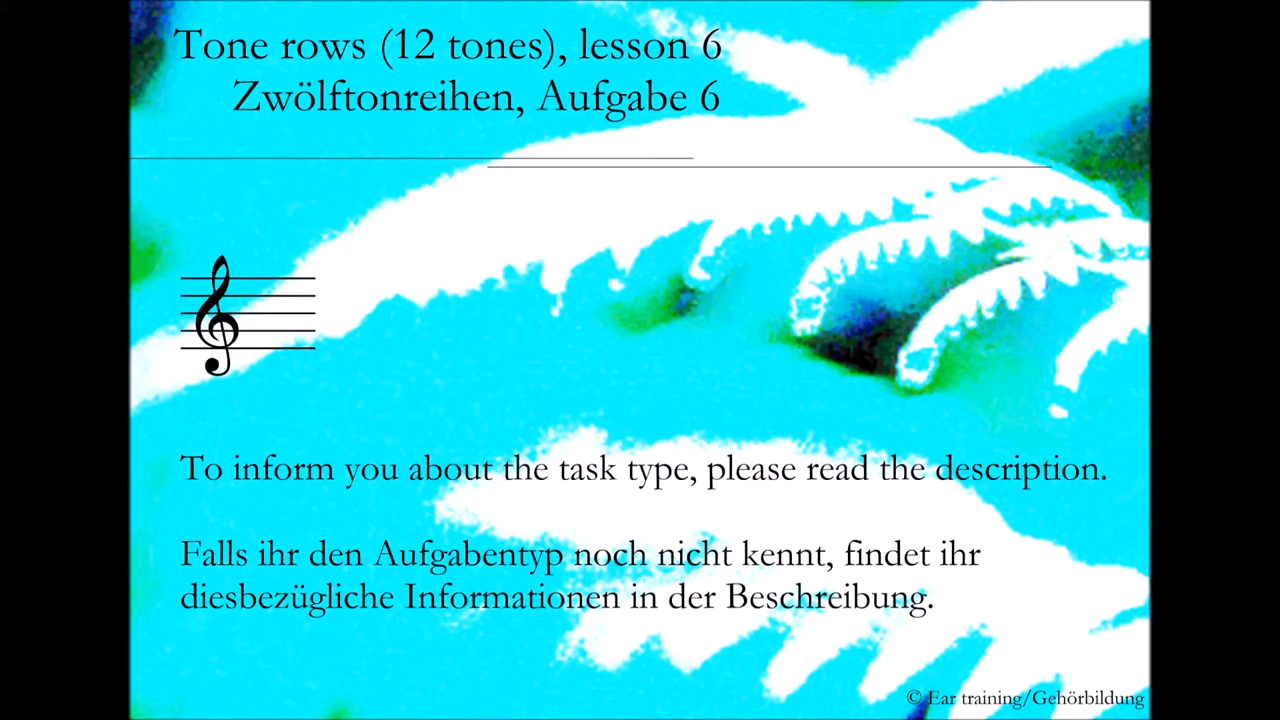 Tone rows (12 tones), lesson 6
Zwölftonreihen, Aufgabe 6
To inform you about the task type, please read the description.
Falls ihr den Aufgabentyp noch nicht kennt, findet ihr
diesbezügliche Informationen in der Beschreibung.
© Ear training/Gehörbildung